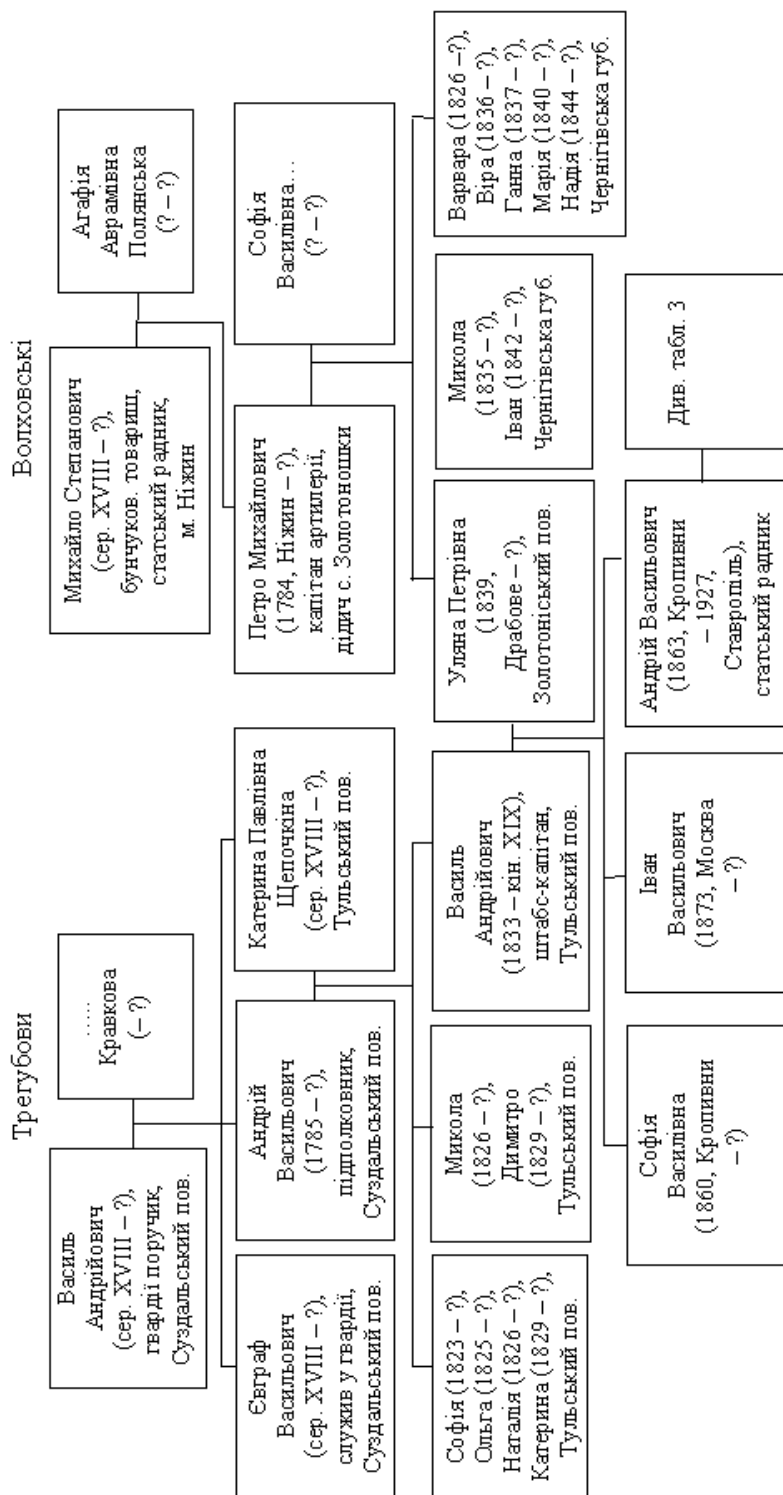 Трегубови
Волховські
Василь
Андрійович
(сер. XVIII – ?),
гвардії поручик,
Суздальський пов.
.....
Кравкова
(– ?)
Михайло Степанович
(сер. XVIII – ?),
бунчуков. товариш,
статський радник,
м. Ніжин
Агафія
Аврамівна
Полянська
(? – ?)
Євграф
Васильович
(сер. XVIII – ?),
служив у гвардії,
Суздальський пов.
Андрій
Васильович
(1785 – ?),
підполковник,
Суздальський пов.
Катерина Павлівна
Щепочкіна
(сер. XVIII – ?),
Тульський пов.
Петро Михайлович
(1784, Ніжин – ?),
капітан артилерії,
дідич с. Золотоношки
Софія
Василівна...
(? – ?)
Софія (1823 – ?),
Ольга (1825 – ?),
Наталія (1826 – ?),
Катерина (1829 – ?),
Тульський пов.
Микола
(1826 – ?),
Димитро
(1829 – ?),
Тульський пов.
Василь
Андрійович
(1833 – кін. XIX),
штабс-капітан,
Тульський пов.
Уляна Петрівна
(1839,
Драбове – ?),
Золотоніський пов.
Микола
(1835 – ?),
Іван (1842 – ?),
Чернігівська губ.
Варвара (1826 –?),
Віра (1836 – ?),
Ганна (1837 – ?),
Марія (1840 – ?),
Надія (1844 – ?),
Чернігівська губ.
Софія
Василівна
(1860, Кропивни
– ?)
Іван
Васильович
(1873, Москва
– ?)
Андрій Васильович
(1863, Кропивни
– 1927,
Ставропіль),
статський радник
Див. табл. 3